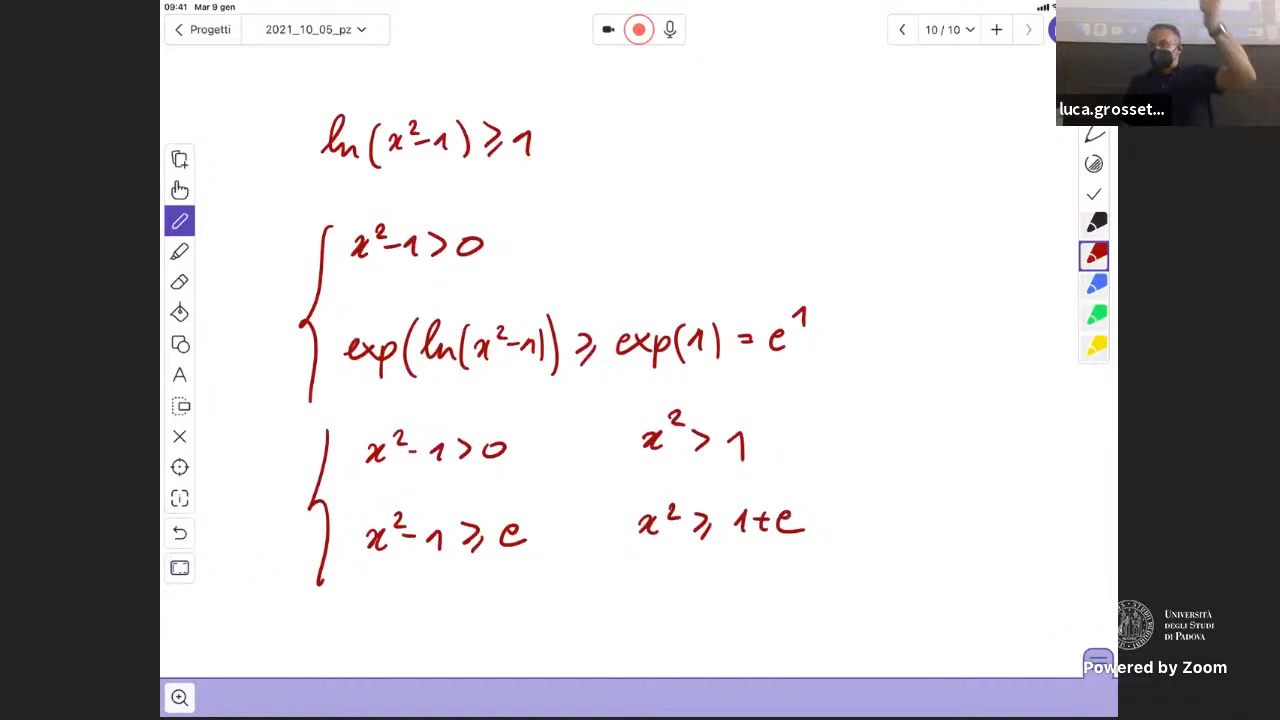 09:41 Mar 9 gen
Progetti 2021_10_05_pz 10 / 10
luca.grosset...
ln(x²-1) ⩾ 1
x²-1 > 0
exp(ln(x²-1)) ⩾ exp(1) = e¹
x²-1 > 0 x² > 1
x²-1 ⩾ e x² ⩾ 1+e
UNIVERSITÀ
DEGLI STUDI
DI PADOVA
Powered by Zoom